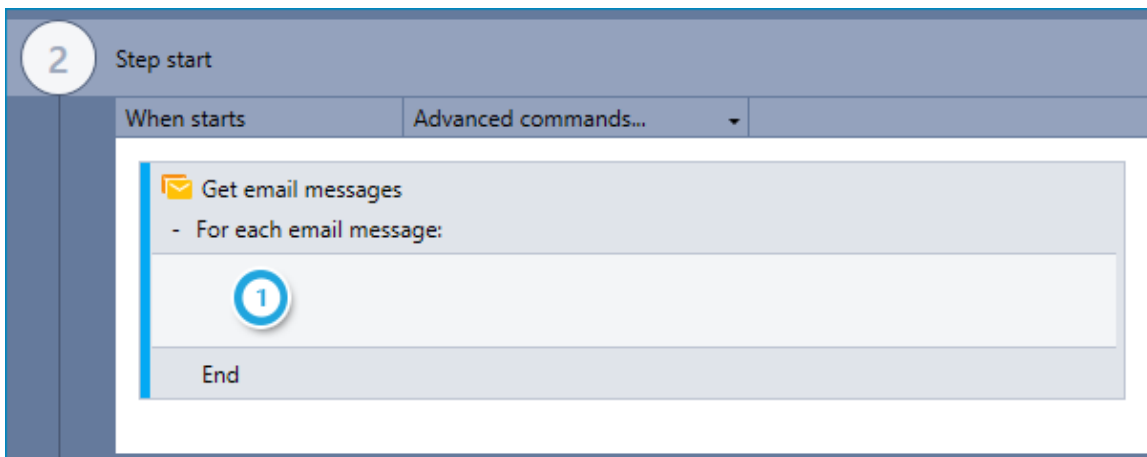 2 Step start
When starts Advanced commands...
Get email messages
- For each email message:
1
End